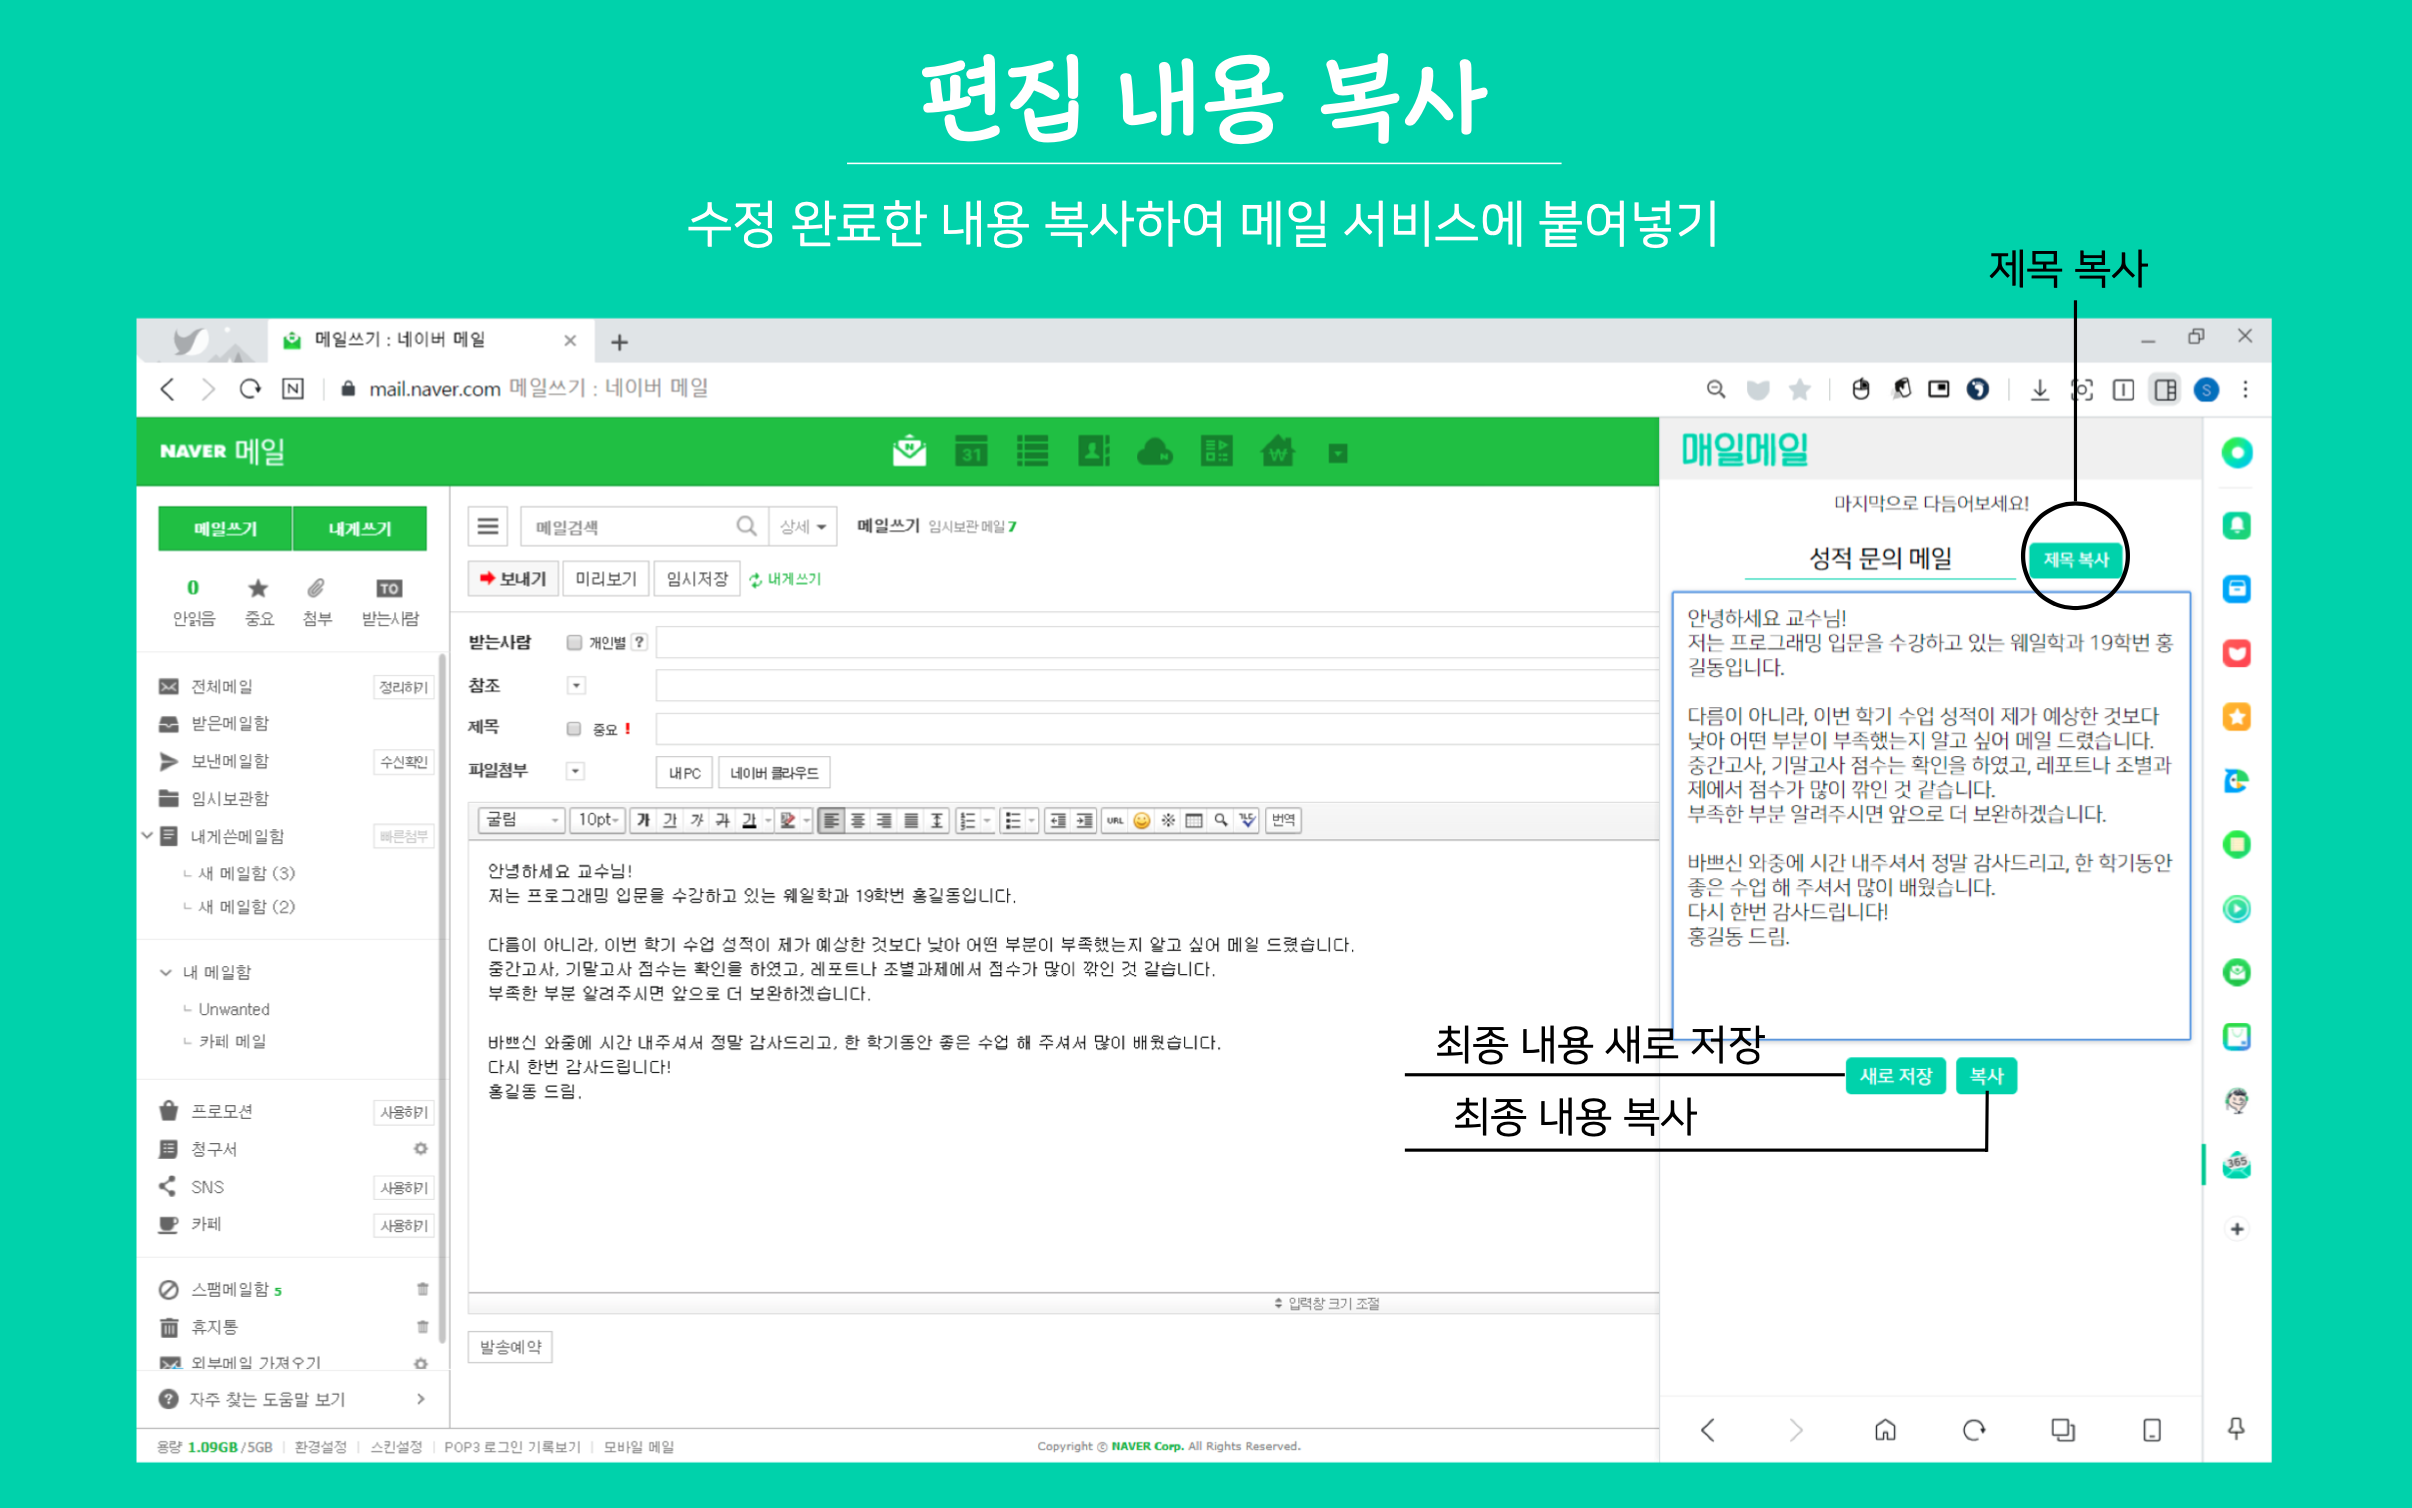 편집 내용 복사
수정 완료한 내용 복사하여 메일 서비스에 붙여넣기
제목 복사
메일쓰기 : 네이버 메일
mail.naver.com 메일쓰기 : 네이버 메일
S
NAVER 메일
31
매일메일
메일쓰기
내게쓰기
메일검색
상세
메일쓰기 임시보관 메일 7
0
안읽음
중요
첨부
TO
받는사람
보내기
미리보기
임시저장
내게쓰기
받는사람
개인별 ?
참조
제목
중요 !
파일첨부
내 PC
네이버 클라우드
전체메일
정리하기
받은메일함
보낸메일함
수신확인
임시보관함
내게쓴메일함
빠른첨부
새 메일함 (3)
새 메일함 (2)
내 메일함
Unwanted
카페 메일
프로모션
사용하기
청구서
SNS
사용하기
카페
사용하기
스팸메일함 5
휴지통
외부메일 가져오기
자주 찾는 도움말 보기
굴림
10pt
가 가 가 가 가
URL
번역
안녕하세요 교수님!
저는 프로그래밍 입문을 수강하고 있는 웨일학과 19학번 홍길동입니다.
다름이 아니라, 이번 학기 수업 성적이 제가 예상한 것보다 낮아 어떤 부분이 부족했는지 알고 싶어 메일 드렸습니다.
중간고사, 기말고사 점수는 확인을 하였고, 레포트나 조별과제에서 점수가 많이 깎인 것 같습니다.
부족한 부분 알려주시면 앞으로 더 보완하겠습니다.
바쁘신 와중에 시간 내주셔서 정말 감사드리고, 한 학기동안 좋은 수업 해 주셔서 많이 배웠습니다.
다시 한번 감사드립니다!
홍길동 드림.
입력창 크기 조절
발송예약
마지막으로 다듬어보세요!
성적 문의 메일
제목 복사
안녕하세요 교수님!
저는 프로그래밍 입문을 수강하고 있는 웨일학과 19학번 홍
길동입니다.
다름이 아니라, 이번 학기 수업 성적이 제가 예상한 것보다
낮아 어떤 부분이 부족했는지 알고 싶어 메일 드렸습니다.
중간고사, 기말고사 점수는 확인을 하였고, 레포트나 조별과
제에서 점수가 많이 깎인 것 같습니다.
부족한 부분 알려주시면 앞으로 더 보완하겠습니다.
바쁘신 와중에 시간 내주셔서 정말 감사드리고, 한 학기동안
좋은 수업 해 주셔서 많이 배웠습니다.
다시 한번 감사드립니다!
홍길동 드림.
최종 내용 새로 저장
새로 저장
복사
최종 내용 복사
365
용량 1.09GB/5GB | 환경설정 | 스킨설정 | POP3 로그인 기록보기 | 모바일 메일
Copyright © NAVER Corp. All Rights Reserved.